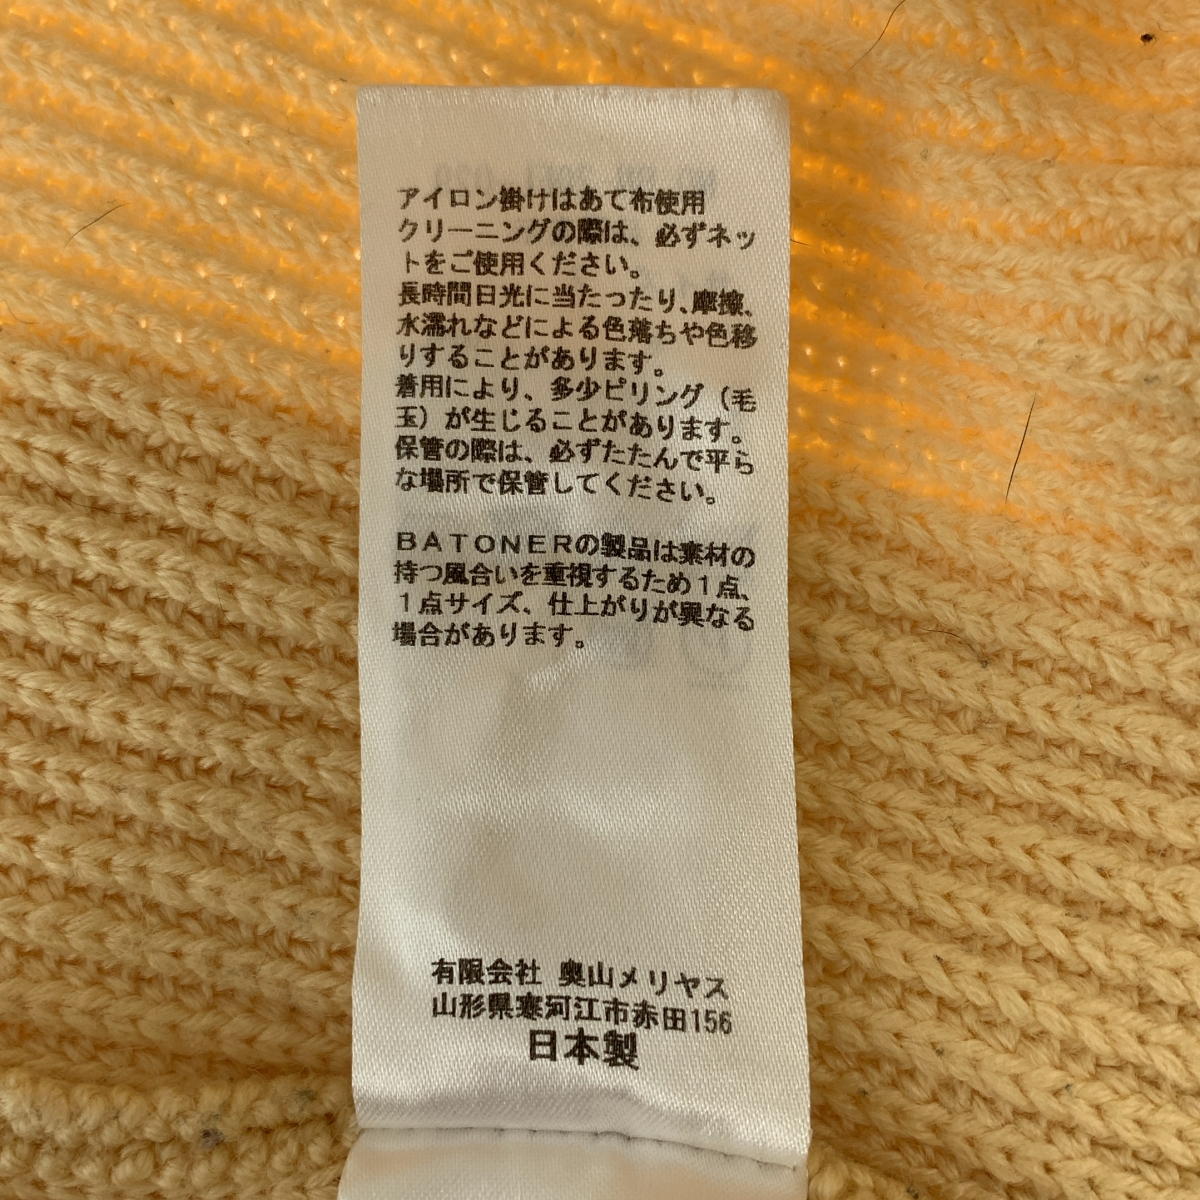 アイロン掛けはあて布使用
クリーニングの際は、必ずネッ
トをご使用ください。
長時間日光に当たったり、摩擦、
水濡れなどによる色落ちや色移
りすることがあります。
着用により、多少ピリング（毛
玉）が生じることがあります。
保管の際は、必ずたたんで平ら
な場所で保管してください。
BATONERの製品は素材の
持つ風合いを重視するため1点、
1点サイズ、仕上がりが異なる
場合があります。
有限会社 奥山メリヤス
山形県寒河江市赤田156
日本製